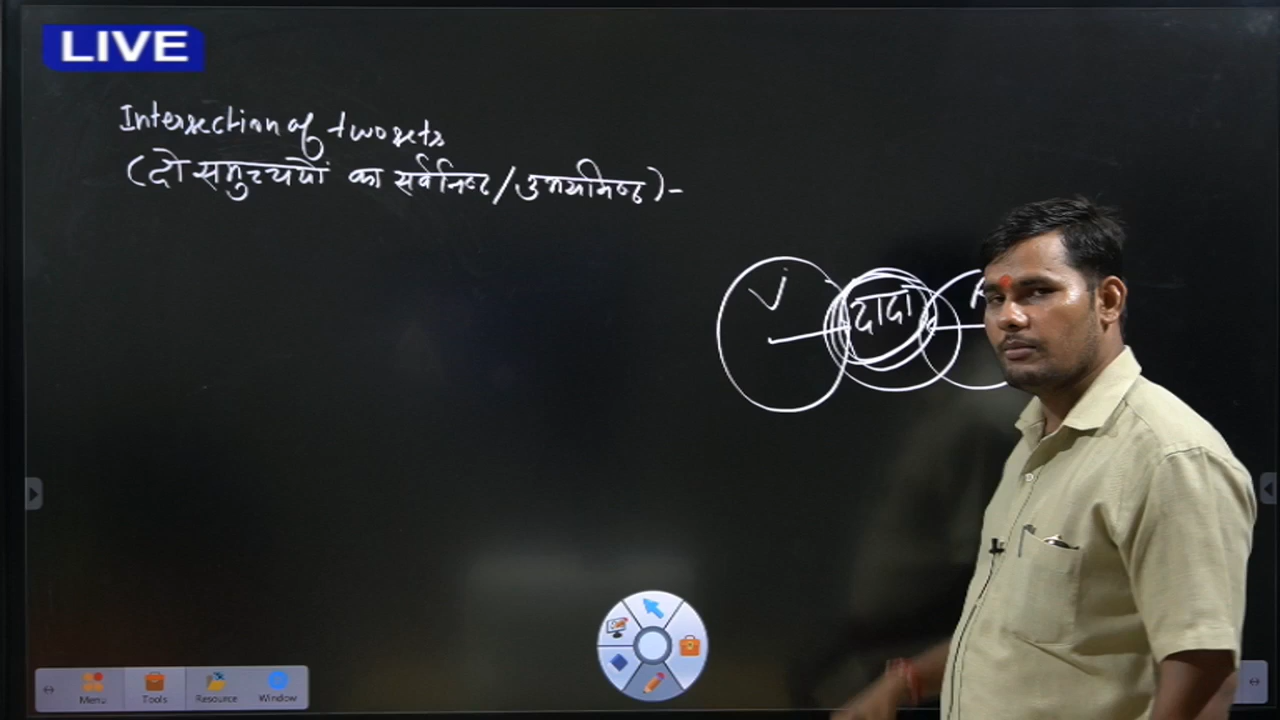 LIVE
Intersection of two sets
(दो समुच्चयों का सर्वनिष्ठ/उभयनिष्ठ)-
V
दादा
Menu
Tools
Resource
Window